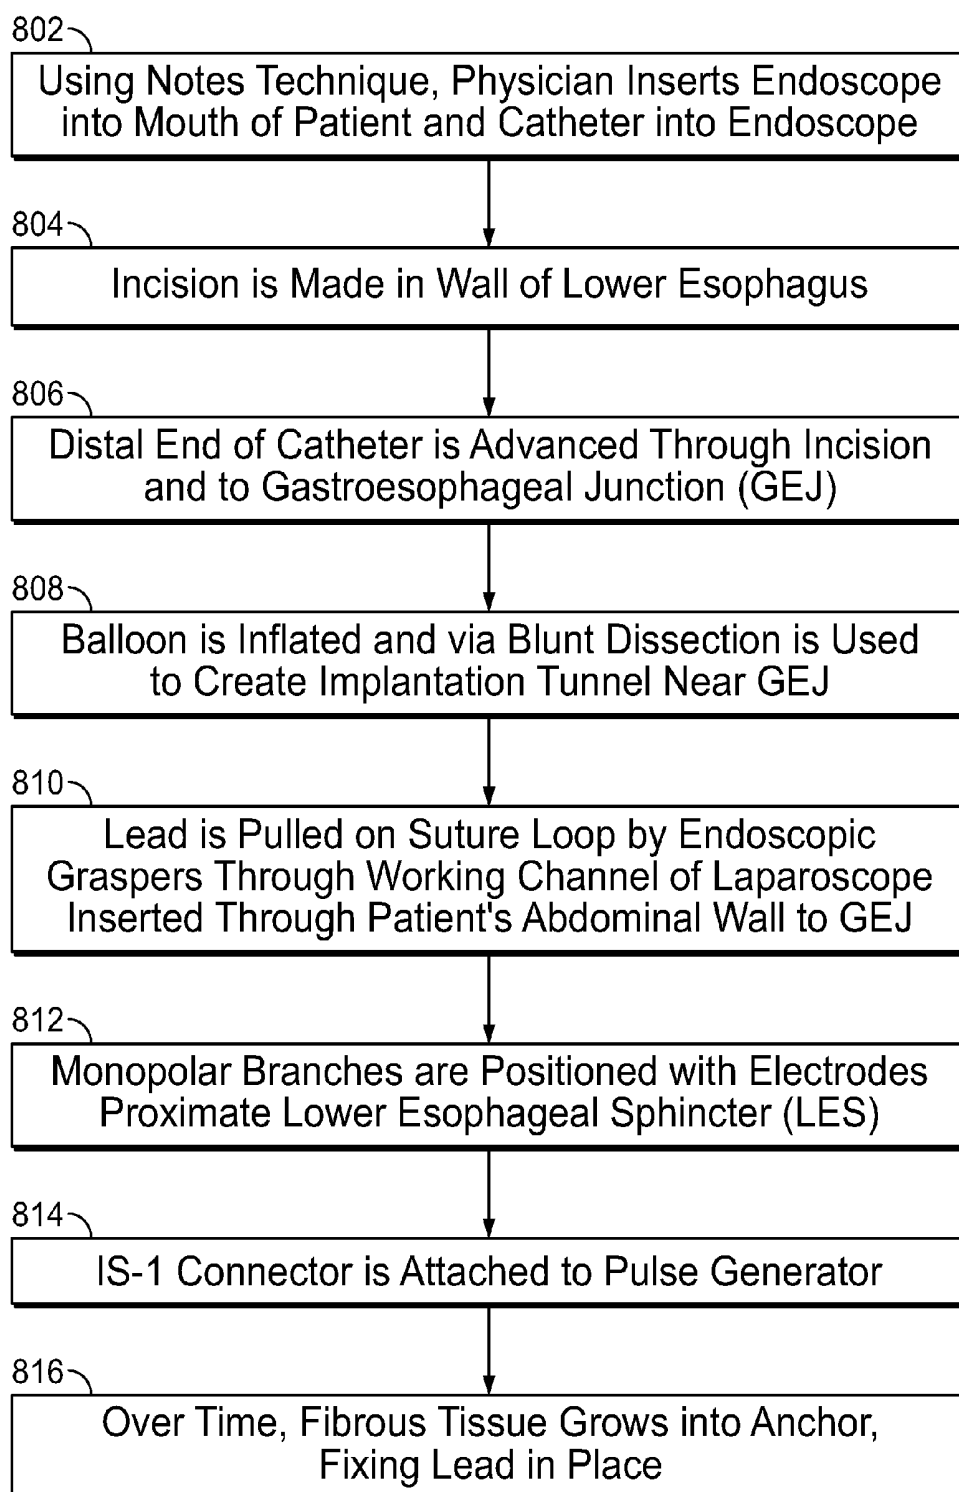 802
Using Notes Technique, Physician Inserts Endoscope
into Mouth of Patient and Catheter into Endoscope
804
Incision is Made in Wall of Lower Esophagus
806
Distal End of Catheter is Advanced Through Incision
and to Gastroesophageal Junction (GEJ)
808
Balloon is Inflated and via Blunt Dissection is Used
to Create Implantation Tunnel Near GEJ
810
Lead is Pulled on Suture Loop by Endoscopic
Graspers Through Working Channel of Laparoscope
Inserted Through Patient's Abdominal Wall to GEJ
812
Monopolar Branches are Positioned with Electrodes
Proximate Lower Esophageal Sphincter (LES)
814
IS-1 Connector is Attached to Pulse Generator
816
Over Time, Fibrous Tissue Grows into Anchor,
Fixing Lead in Place